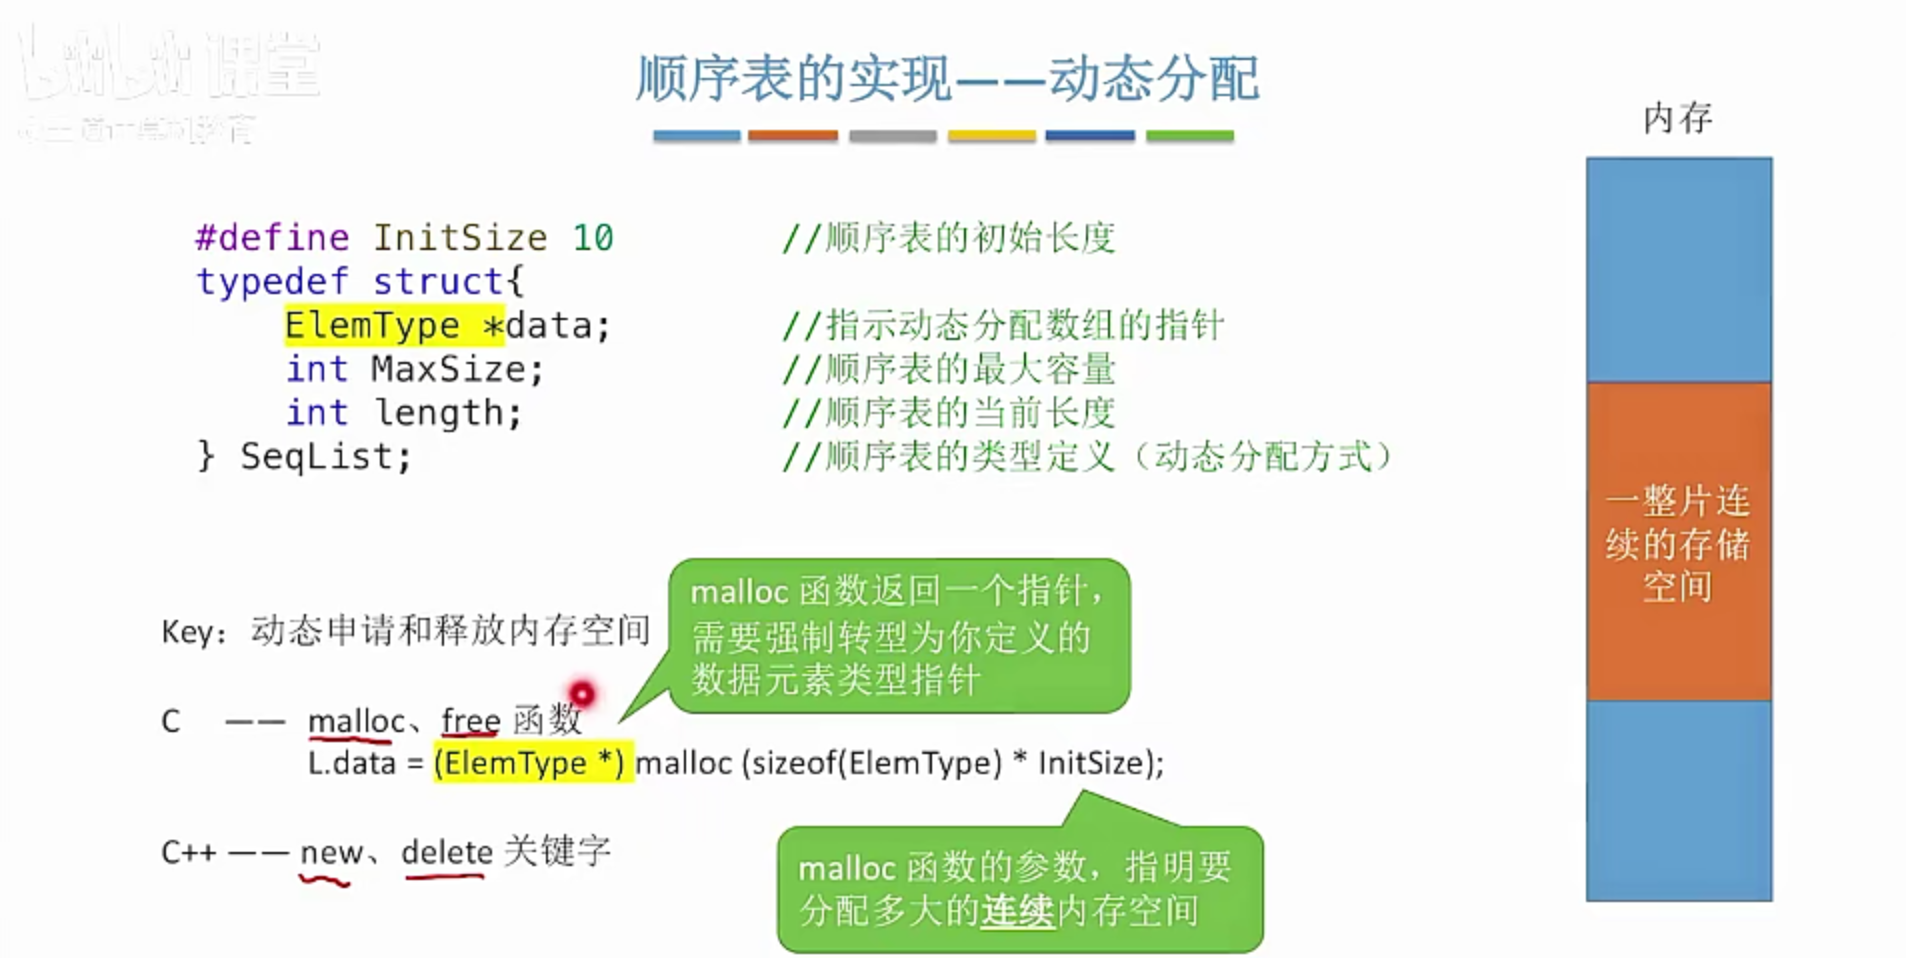 bilibili 课堂
顺序表的实现——动态分配
内存
#define InitSize 10 //顺序表的初始长度
typedef struct{
ElemType *data; //指示动态分配数组的指针
int MaxSize; //顺序表的最大容量
int length; //顺序表的当前长度
} SeqList; //顺序表的类型定义（动态分配方式）
一整片连
续的存储
空间
malloc 函数返回一个指针，
需要强制转型为你定义的
数据元素类型指针
Key：动态申请和释放内存空间
C —— malloc、free 函数
L.data = (ElemType *) malloc (sizeof(ElemType) * InitSize);
C++ —— new、delete 关键字
malloc 函数的参数，指明要
分配多大的连续内存空间